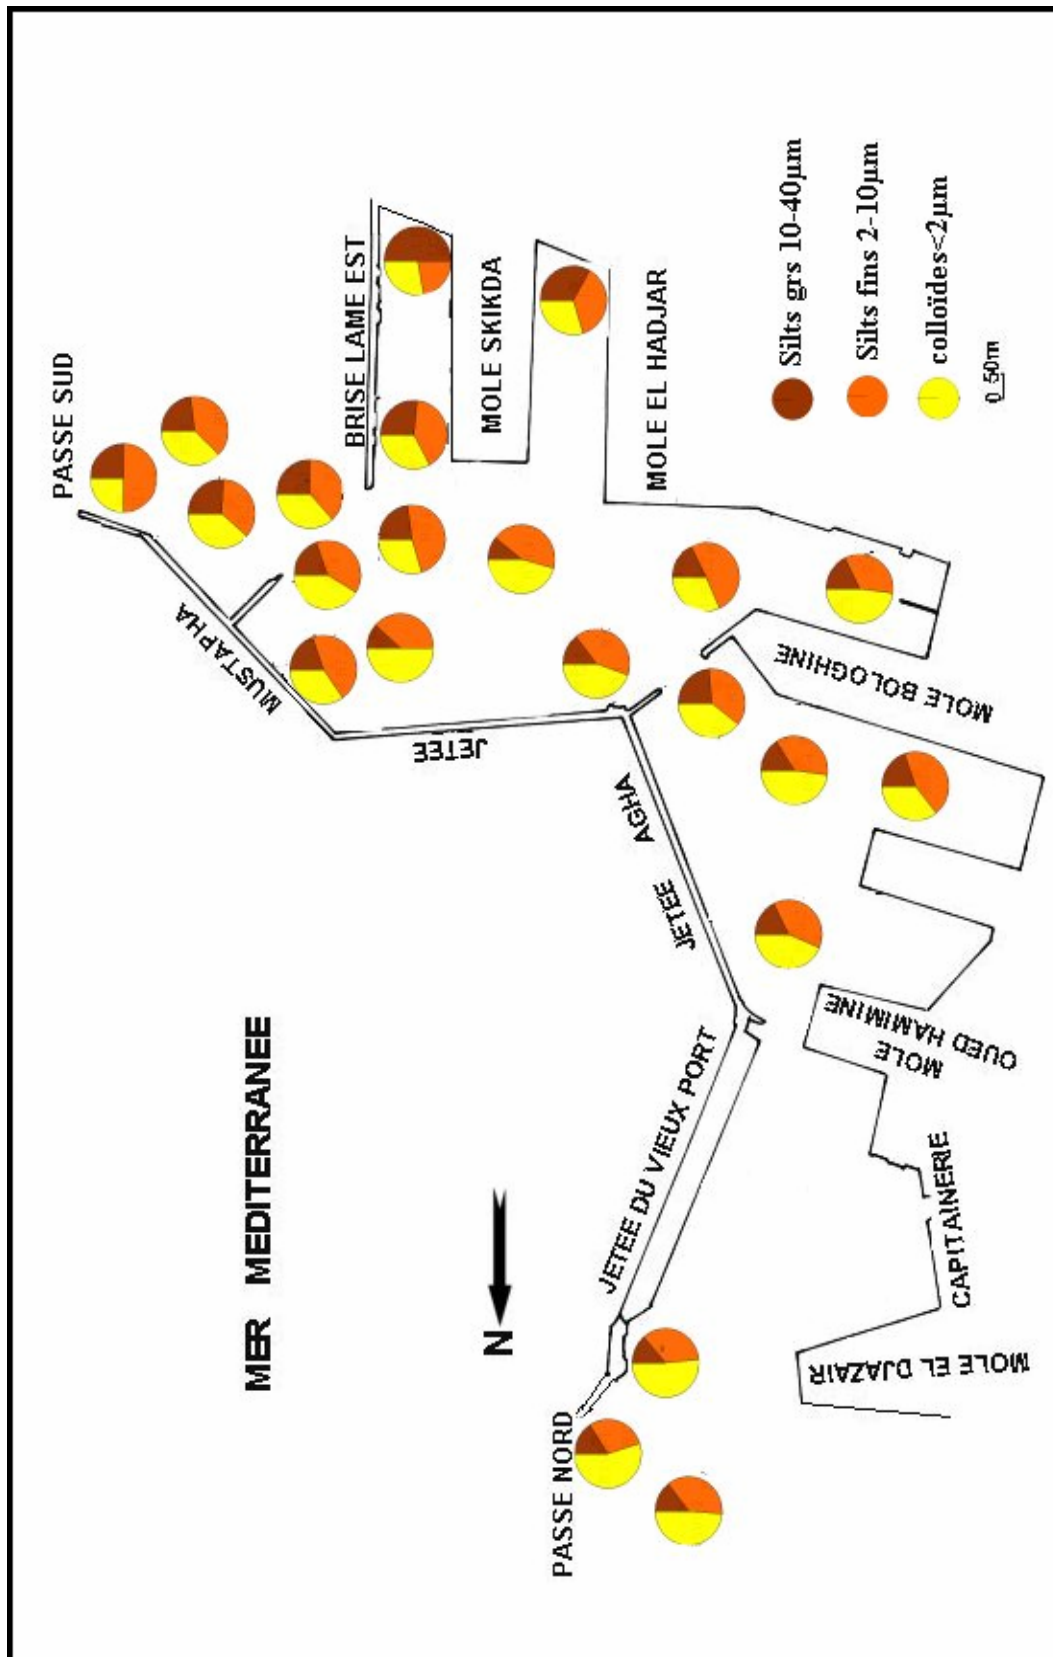 PASSE SUD
MUSTAPHA
JETEE
BRISE LAME EST
MOLE SKIKDA
MOLE EL HADJAR
Silts grs 10-40µm
Silts fins 2-10µm
colloïdes<2µm
0 50m
MOLE BOLOGHINE
JETEE AGHA
MER MEDITERRANEE
N
JETEE DU VIEUX PORT
MOLE
OUED HAMIMINE
CAPITAINERIE
MOLE EL DJAZAIR
PASSE NORD